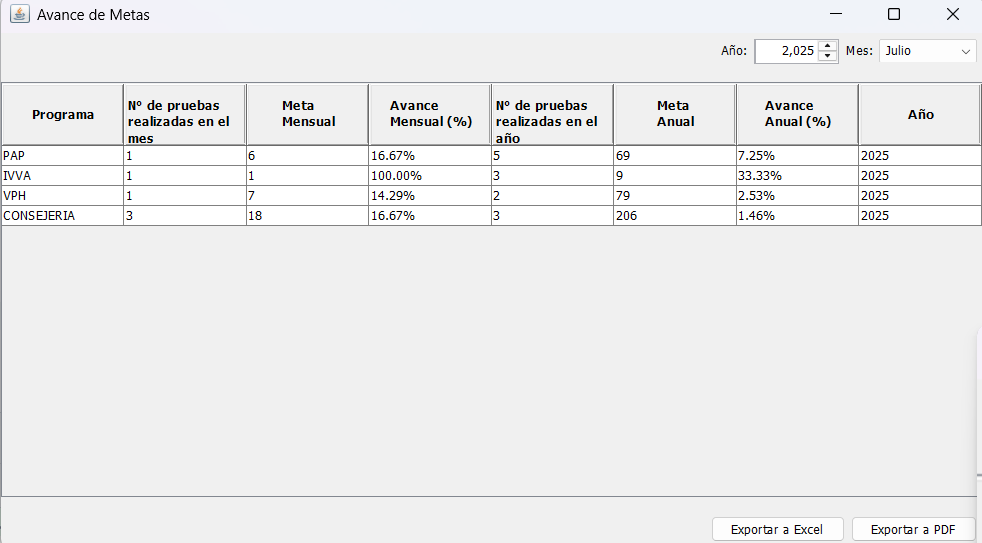 Avance de Metas
Año: 2,025 Mes: Julio
Programa Nº de pruebas realizadas en el mes Meta Mensual Avance Mensual (%) Nº de pruebas realizadas en el año Meta Anual Avance Anual (%) Año
PAP 1 6 16.67% 5 69 7.25% 2025
IVVA 1 1 100.00% 3 9 33.33% 2025
VPH 1 7 14.29% 2 79 2.53% 2025
CONSEJERIA 3 18 16.67% 3 206 1.46% 2025
Exportar a Excel Exportar a PDF